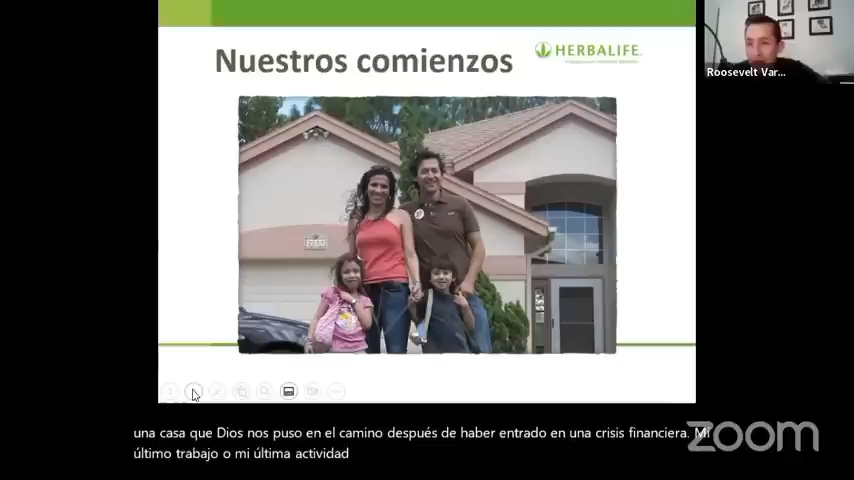 Nuestros comienzos
HERBALIFE
Roosevelt Var...
una casa que Dios nos puso en el camino después de haber entrado en una crisis financiera. Mi
último trabajo o mi última actividad
zoom